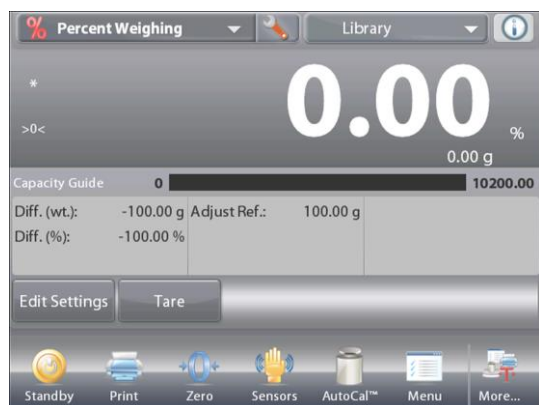 % Percent Weighing Library
*
>0<
0.00 %
0.00 g
Capacity Guide 0 10200.00
Diff. (wt.): -100.00 g Adjust Ref.: 100.00 g
Diff. (%): -100.00 %
Edit Settings Tare
Standby Print Zero Sensors AutoCal™ Menu More...